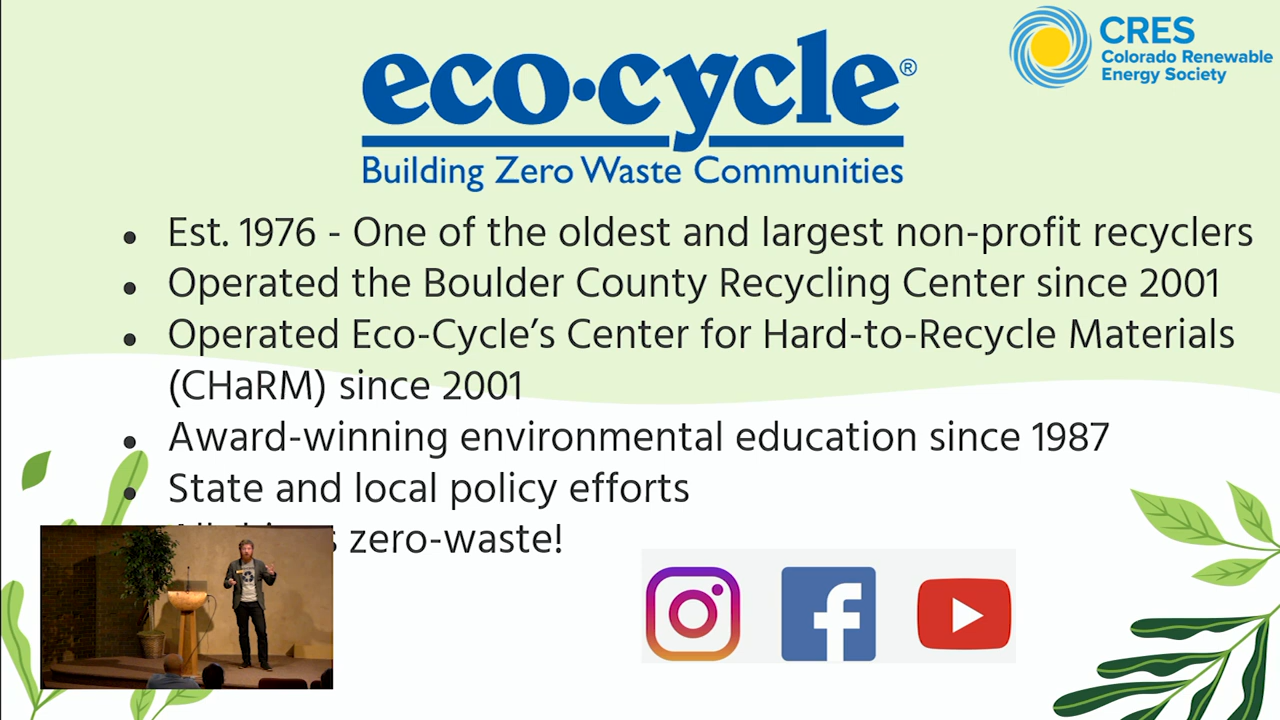 eco·cycle®
Building Zero Waste Communities
CRES
Colorado Renewable
Energy Society
• Est. 1976 - One of the oldest and largest non-profit recyclers
• Operated the Boulder County Recycling Center since 2001
• Operated Eco-Cycle’s Center for Hard-to-Recycle Materials
(CHaRM) since 2001
• Award-winning environmental education since 1987
• State and local policy efforts
zero-waste!